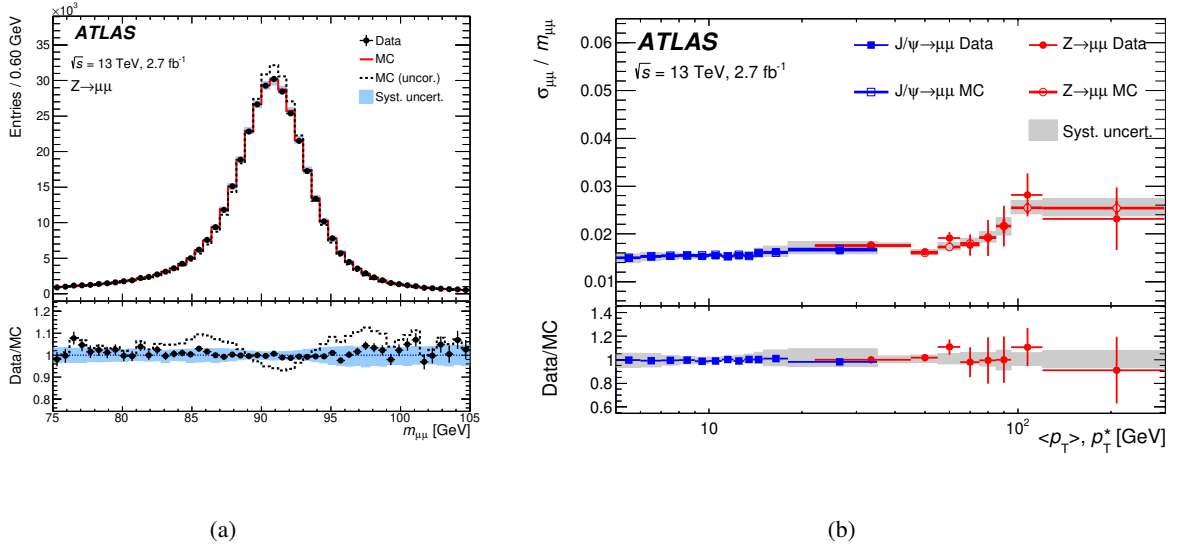 ×10³
Entries / 0.60 GeV
35
30
25
20
15
10
5
0
ATLAS
√s = 13 TeV, 2.7 fb⁻¹
Z→μμ
Data
MC
MC (uncor.)
Syst. uncert.
Data/MC
1.2
1.1
1
0.9
0.8
75 80 85 90 95 100 105
m_μμ [GeV]
(a)
σ_μμ / m_μμ
0.06
0.05
0.04
0.03
0.02
0.01
ATLAS
√s = 13 TeV, 2.7 fb⁻¹
J/ψ→μμ Data
Z→μμ Data
J/ψ→μμ MC
Z→μμ MC
Syst. uncert.
Data/MC
1.4
1.2
1
0.8
0.6
10 10²
<p_T>, p_T^* [GeV]
(b)